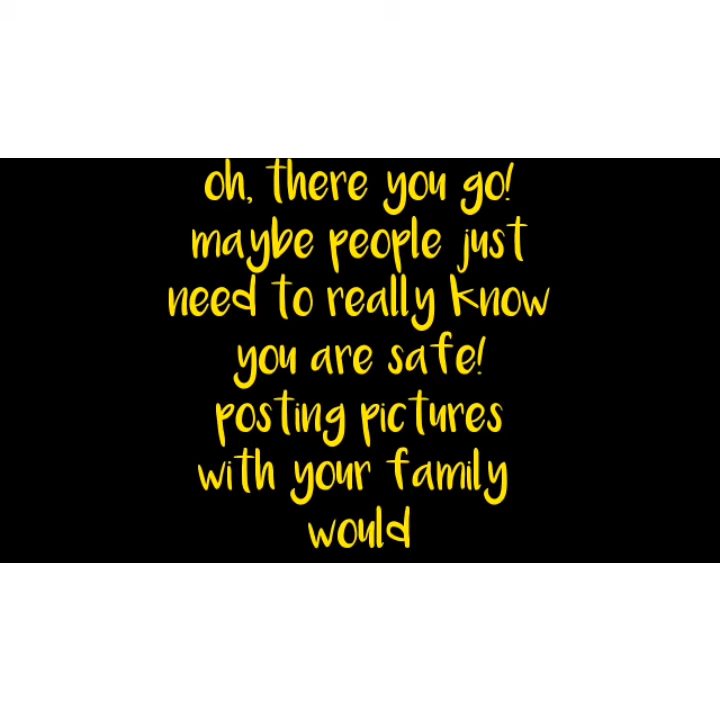 oh, there you go!
maybe people just
need to really know
you are safe!
posting pictures
with your family
would